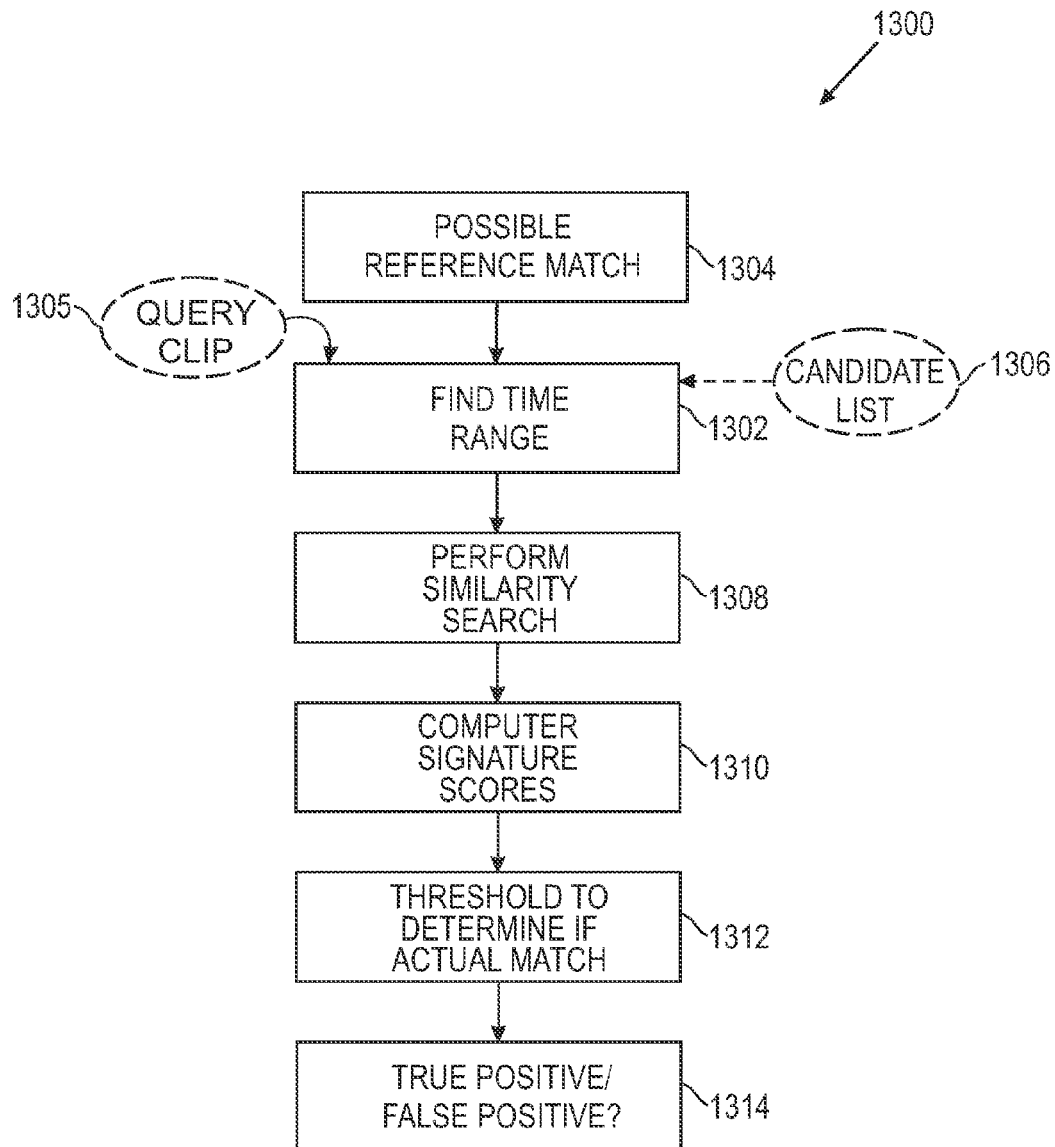 1300
POSSIBLE
REFERENCE MATCH
1304
1305
QUERY
CLIP
FIND TIME
RANGE
1302
CANDIDATE
LIST
1306
PERFORM
SIMILARITY
SEARCH
1308
COMPUTER
SIGNATURE
SCORES
1310
THRESHOLD TO
DETERMINE IF
ACTUAL MATCH
1312
TRUE POSITIVE/
FALSE POSITIVE?
1314